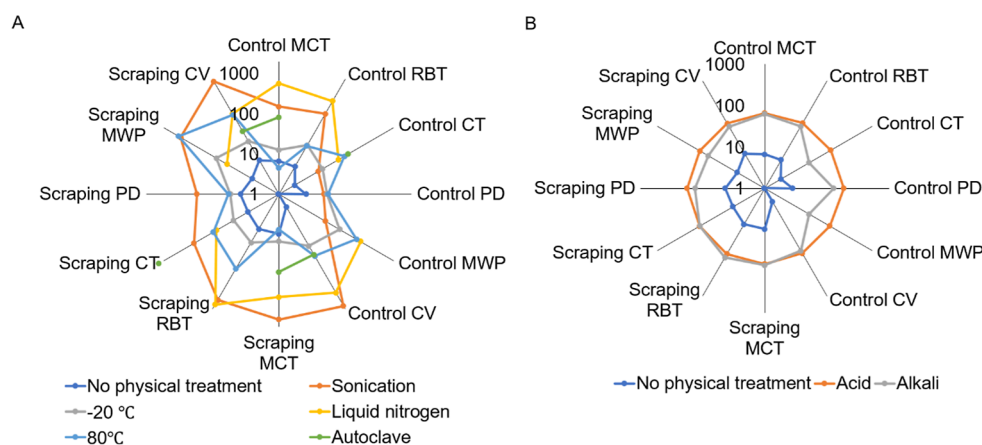 A
Control MCT
Control RBT
Control CT
Control PD
Control MWP
Control CV
Scraping
MCT
Scraping
RBT
Scraping CT
Scraping PD
Scraping
MWP
Scraping CV
1000
100
10
1
No physical treatment
Sonication
-20 ℃
Liquid nitrogen
80℃
Autoclave
B
Control MCT
Control RBT
Control CT
Control PD
Control MWP
Control CV
Scraping
MCT
Scraping
RBT
Scraping CT
Scraping PD
Scraping
MWP
Scraping CV
1000
100
10
1
No physical treatment
Acid
Alkali